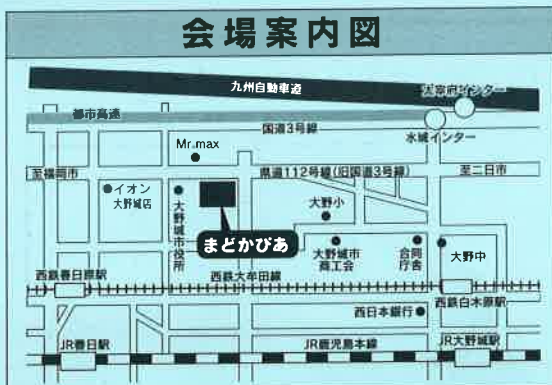 会場案内図
九州自動車道
太宰府インター
都市高速
国道3号線
水城インター
Mr.max
至福岡市
県道112号線(旧国道3号線)
至二日市
イオン
大野城店
大野城市役所
大野小
まどかぴあ
大野城市
商工会
合同
庁舎
大野中
西鉄春日原駅
西鉄大牟田線
西鉄白木原駅
西日本銀行
JR春日駅
JR鹿児島本線
JR大野城駅